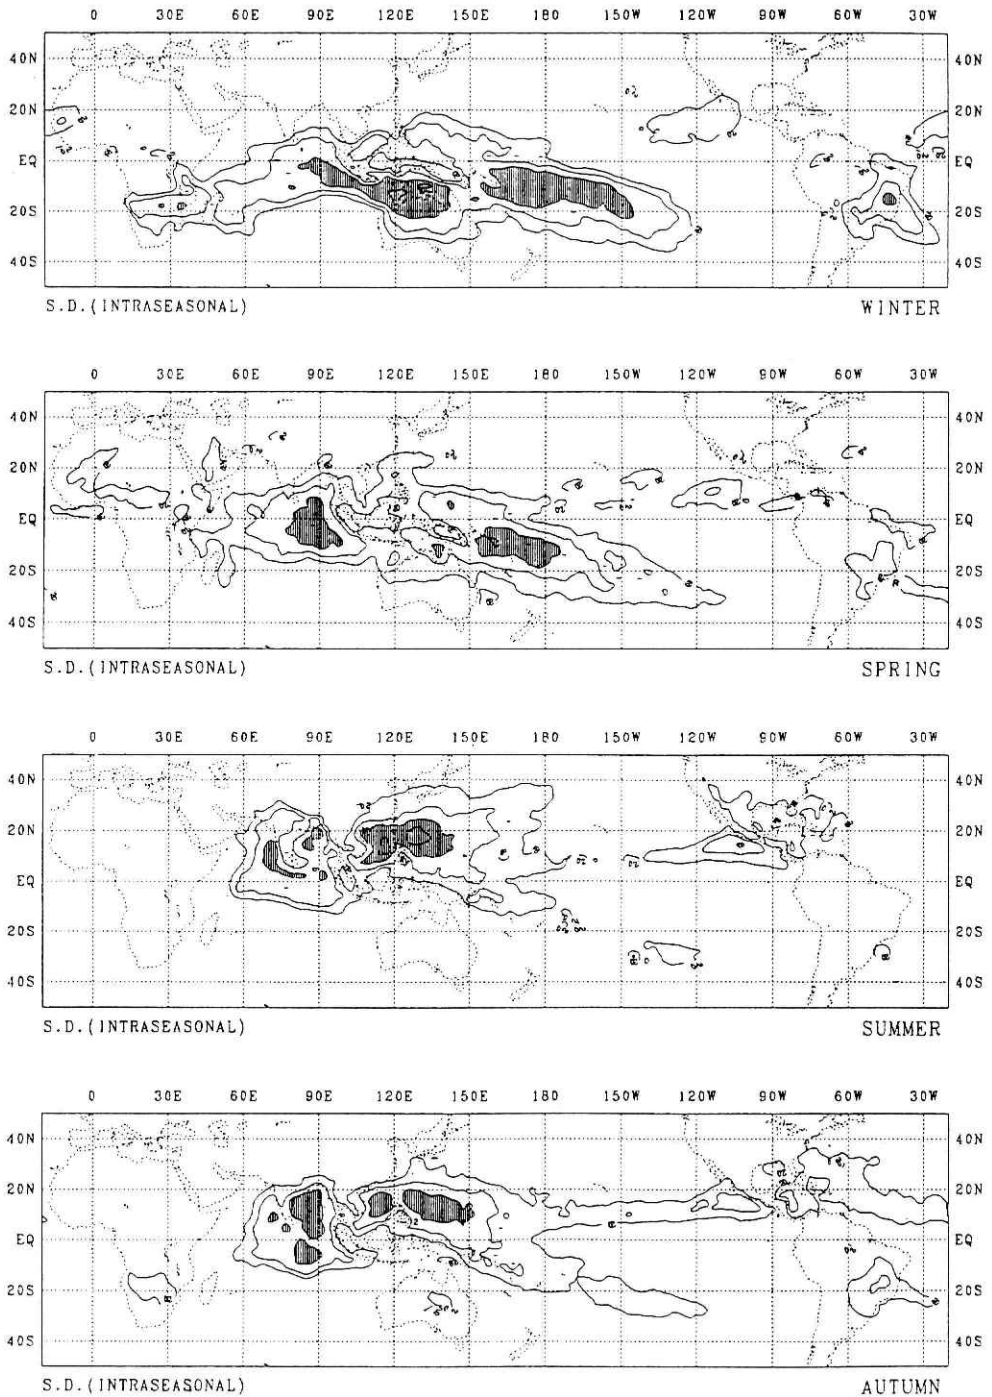 0 30E 60E 90E 120E 150E 180 150W 120W 90W 60W 30W
40N 40N
20N 20N
EQ EQ
20S 20S
40S 40S
S.D.(INTRASEASONAL) WINTER
0 30E 60E 90E 120E 150E 180 150W 120W 90W 60W 30W
40N 40N
20N 20N
EQ EQ
20S 20S
40S 40S
S.D.(INTRASEASONAL) SPRING
0 30E 60E 90E 120E 150E 180 150W 120W 90W 60W 30W
40N 40N
20N 20N
EQ EQ
20S 20S
40S 40S
S.D.(INTRASEASONAL) SUMMER
0 30E 60E 90E 120E 150E 180 150W 120W 90W 60W 30W
40N 40N
20N 20N
EQ EQ
20S 20S
40S 40S
S.D.(INTRASEASONAL) AUTUMN